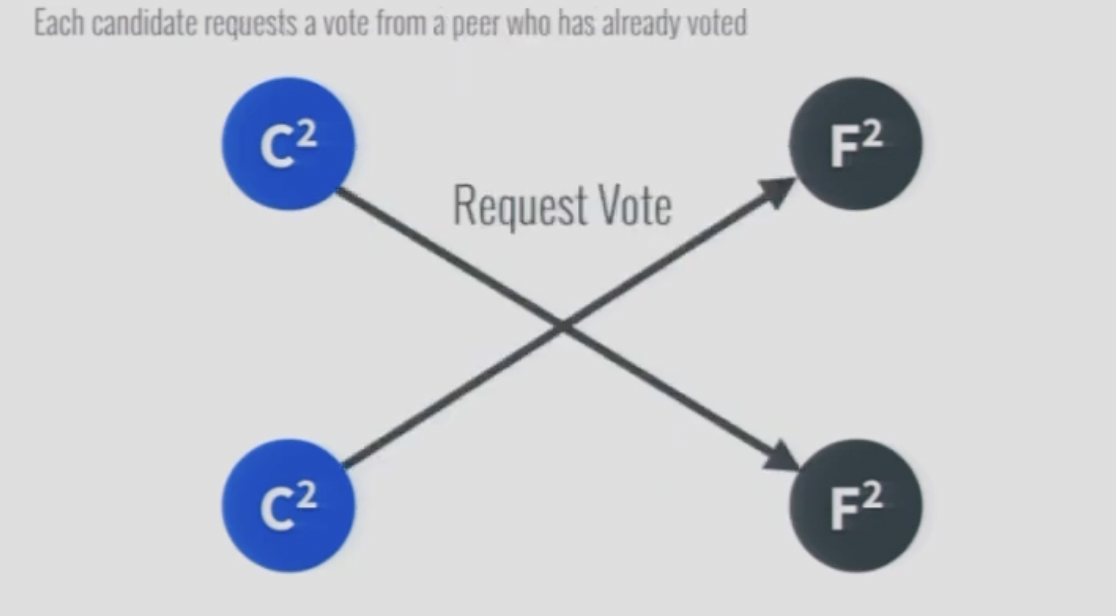 Each candidate requests a vote from a peer who has already voted
C²
F²
Request Vote
C²
F²